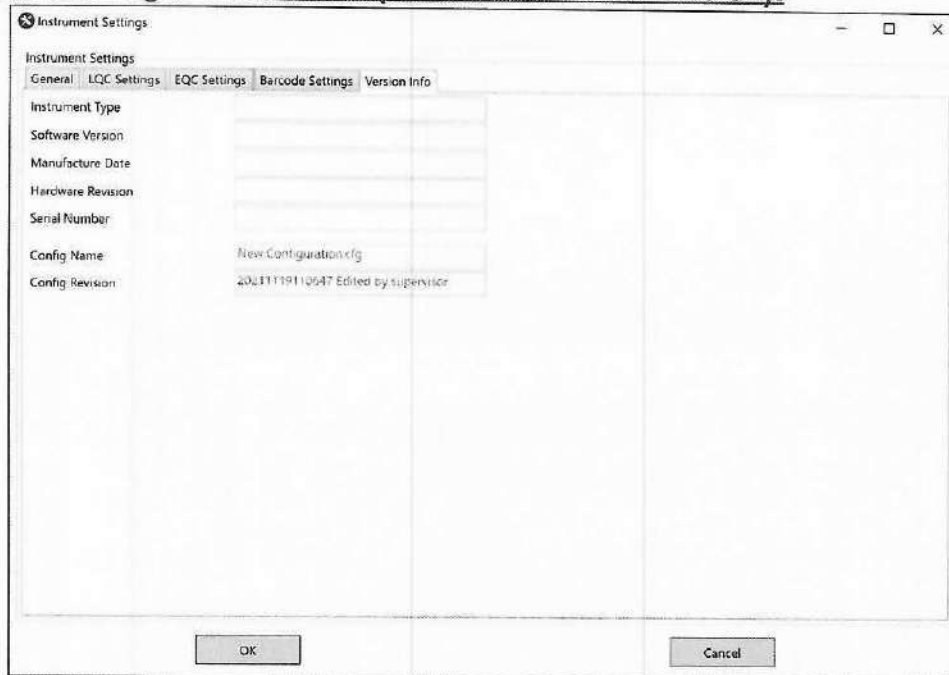 Instrument Settings
Instrument Settings
General LQC Settings EQC Settings Barcode Settings Version Info
Instrument Type
Software Version
Manufacture Date
Hardware Revision
Serial Number
Config Name New Configuration.cfg
Config Revision 20211119110647 Edited by supervisor
OK Cancel